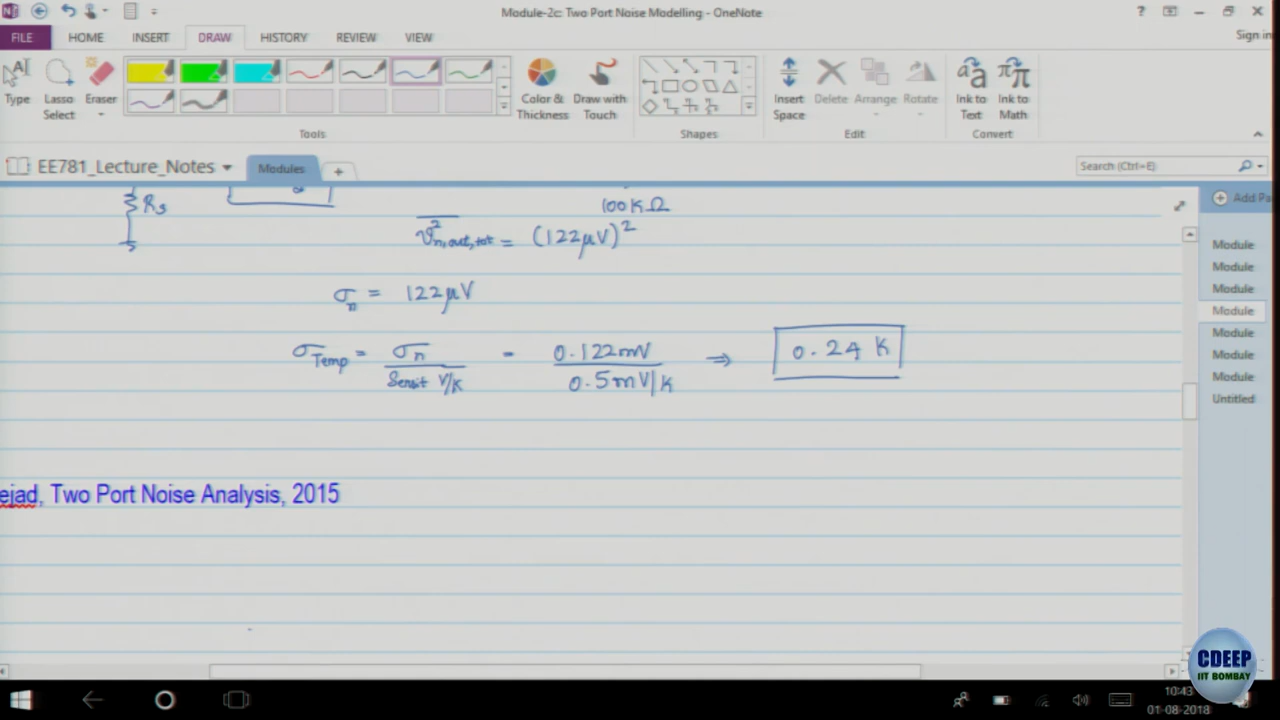 Module-2c: Two Port Noise Modelling - OneNote
?
Sign in
FILE HOME INSERT DRAW HISTORY REVIEW VIEW
Type
Lasso Select
Eraser
Color & Thickness
Draw with Touch
Insert Space
Delete
Arrange
Rotate
Ink to Text
Ink to Math
Tools
Shapes
Edit
Convert
EE781_Lecture_Notes
Modules
Search (Ctrl+E)
Add Pa
Module
Module
Module
Module
Module
Module
Module
Untitled
Rs
100KΩ
v²n,out,tot = (122μV)²
σn = 122μV
σTemp = σn / Sensit V/K = 0.122mV / 0.5mV/K ⇒ 0.24 K
ejad, Two Port Noise Analysis, 2015
CDEEP
IIT BOMBAY
10:43
01-08-2018